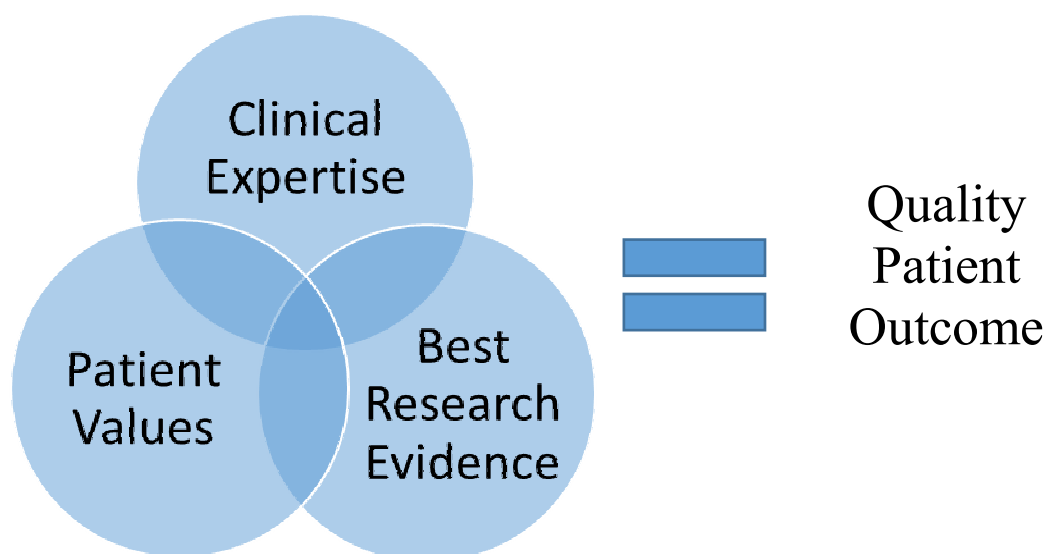 Clinical
Expertise
Patient
Values
Best
Research
Evidence
Quality
Patient
Outcome